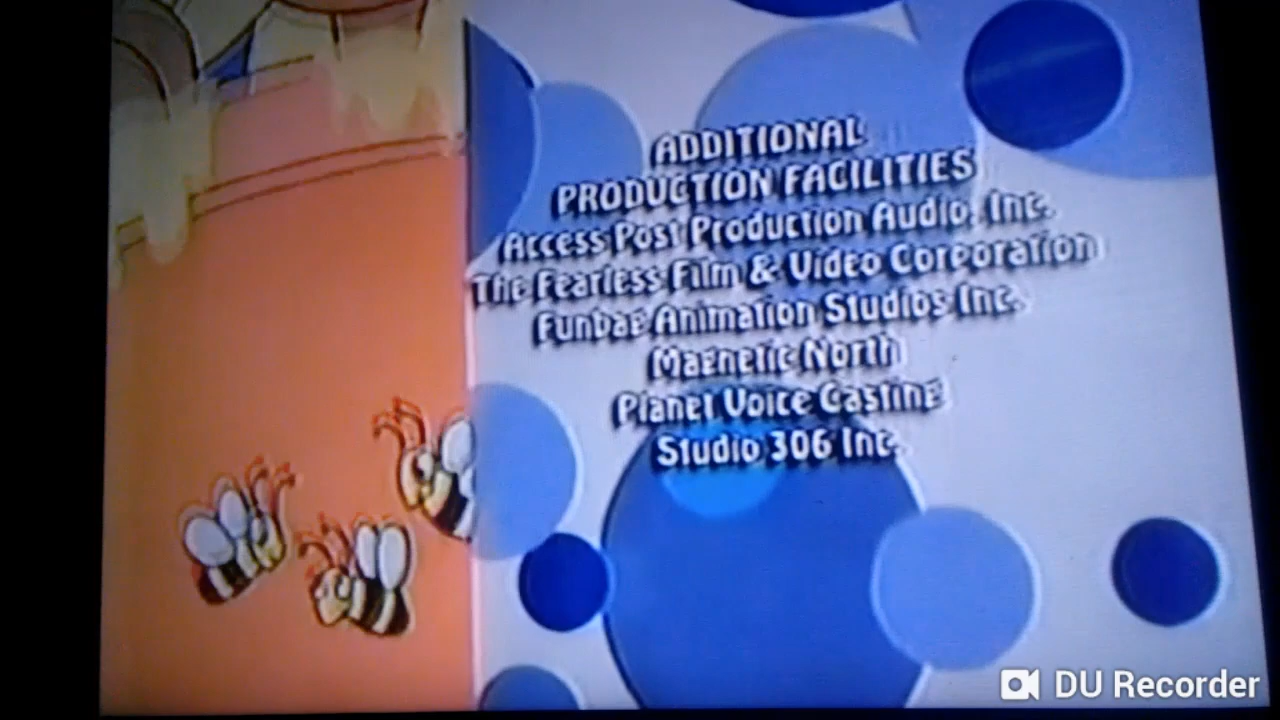 ADDITIONAL
PRODUCTION FACILITIES
Access Post Production Audio, Inc.
The Fearless Film & Video Corporation
Funbag Animation Studios Inc.
Magnetic North
Planet Voice Casting
Studio 306 Inc.
DU Recorder